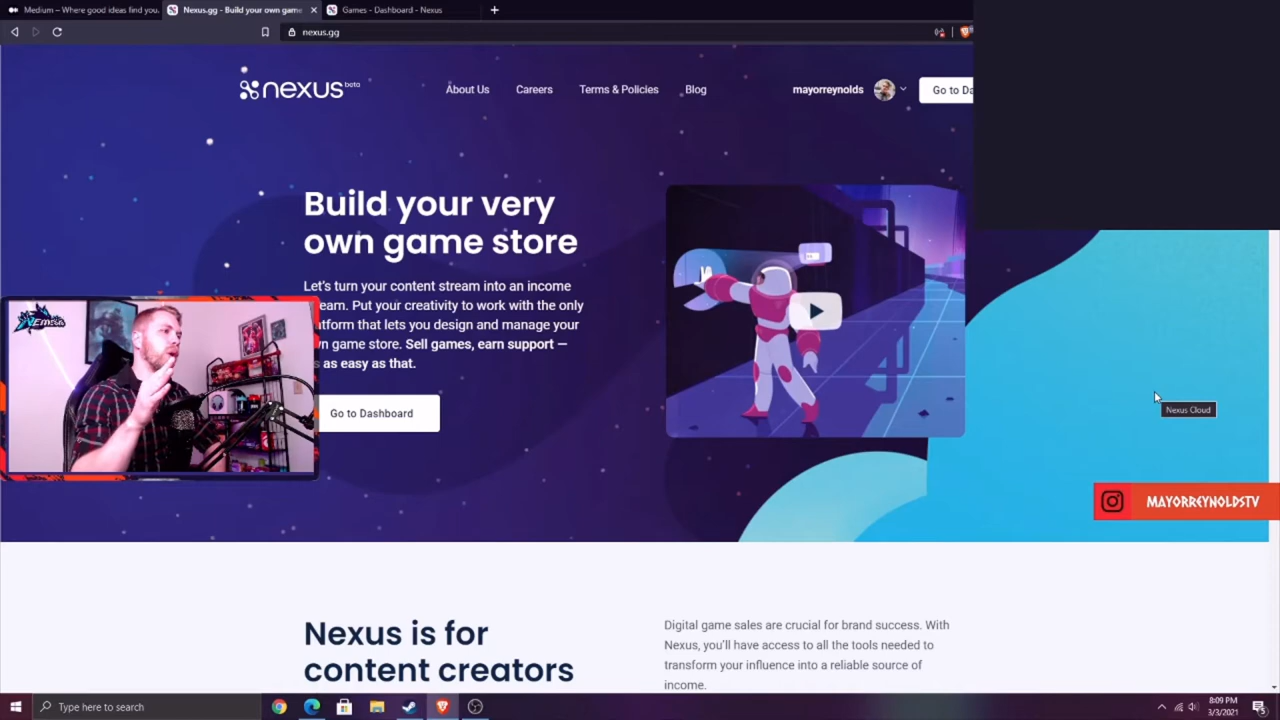 Medium – Where good ideas find you.
Nexus.gg - Build your own game
Games - Dashboard - Nexus
nexus.gg
nexus beta
About Us
Careers
Terms & Policies
Blog
mayorreynolds
Go to Da
Build your very
own game store
Let's turn your content stream into an income
eam. Put your creativity to work with the only
atform that lets you design and manage your
n game store. Sell games, earn support —
s as easy as that.
Go to Dashboard
Nexus Cloud
MAYORREYNOLDSTV
Nexus is for
content creators
Digital game sales are crucial for brand success. With
Nexus, you'll have access to all the tools needed to
transform your influence into a reliable source of
income.
Type here to search
8:09 PM
3/3/2021
5